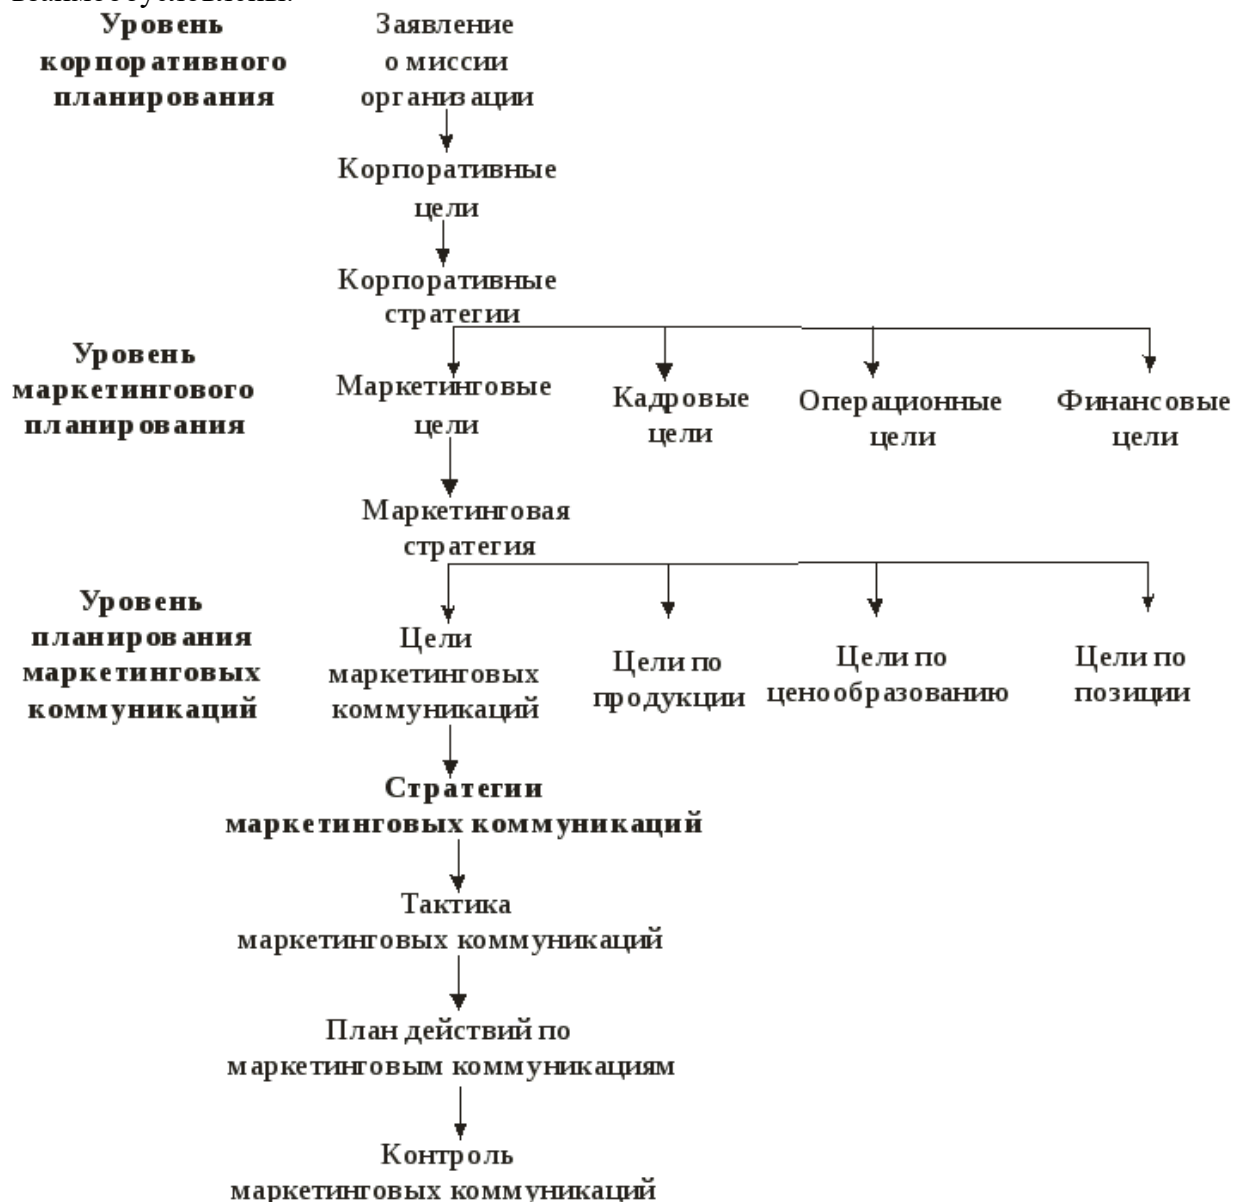 взаимообусловлены.
Уровень
корпоративного
планирования
Заявление
о миссии
организации
Корпоративные
цели
Корпоративные
стратегии
Уровень
маркетингового
планирования
Маркетинговые
цели
Кадровые
цели
Операционные
цели
Финансовые
цели
Маркетинговая
стратегия
Уровень
планирования
маркетинговых
коммуникаций
Цели
маркетинговых
коммуникаций
Цели по
продукции
Цели по
ценообразованию
Цели по
позиции
Стратегии
маркетинговых коммуникаций
Тактика
маркетинговых коммуникаций
План действий по
маркетинговым коммуникациям
Контроль
маркетинговых коммуникаций